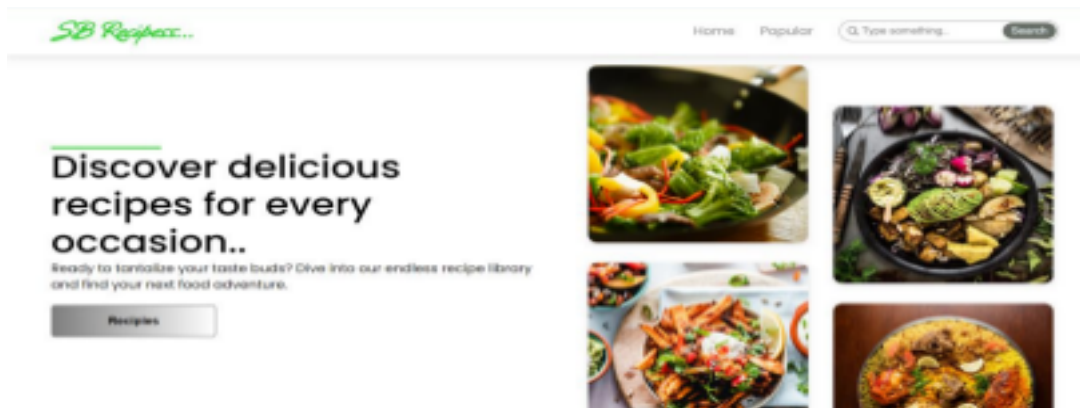 SB Recipess...
Home Popular Type something.. Search
Discover delicious
recipes for every
occasion..
Ready to tantalize your taste buds? Dive into our endless recipe library
and find your next food adventure.
Recipies